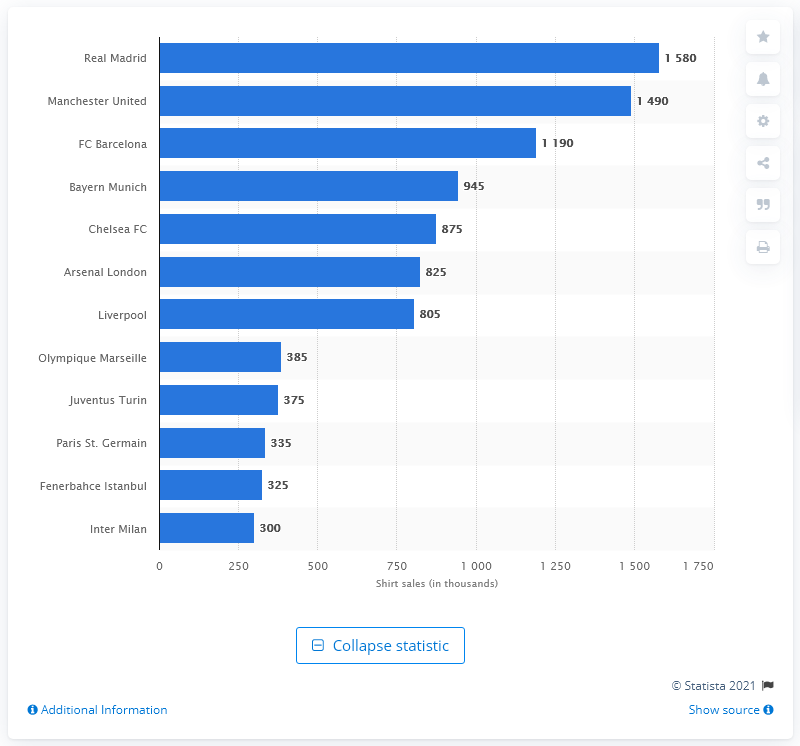 Real Madrid 1 580
Manchester United 1 490
FC Barcelona 1 190
Bayern Munich 945
Chelsea FC 875
Arsenal London 825
Liverpool 805
Olympique Marseille 385
Juventus Turin 375
Paris St. Germain 335
Fenerbahce Istanbul 325
Inter Milan 300
0 250 500 750 1 000 1 250 1 500 1 750
Shirt sales (in thousands)
Collapse statistic
© Statista 2021
Additional Information Show source